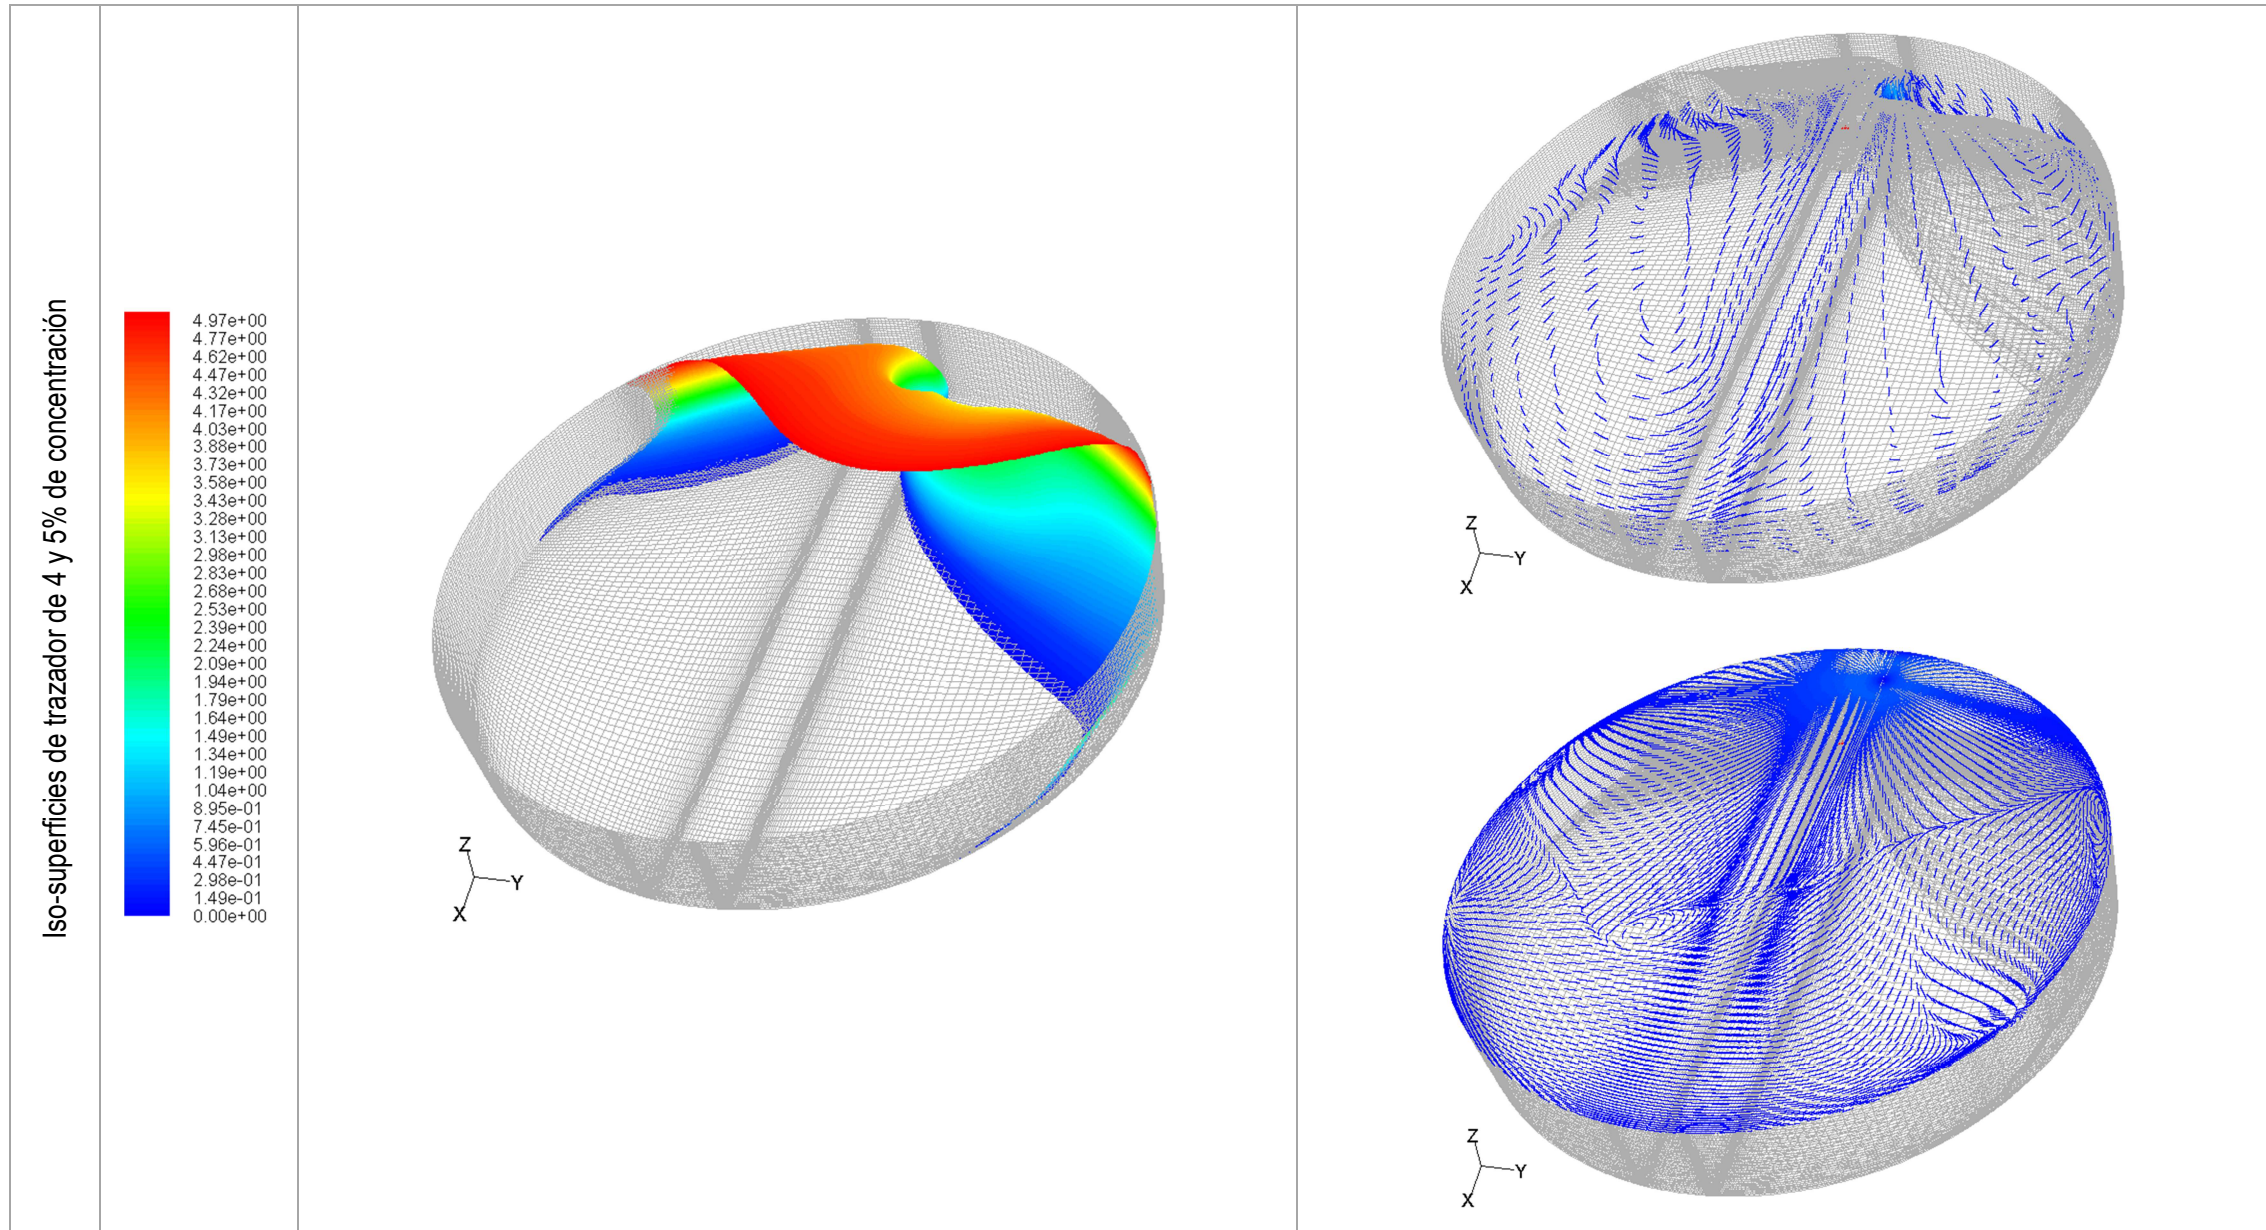 Iso-superficies de trazador de 4 y 5% de concentración
4.97e+00
4.77e+00
4.62e+00
4.47e+00
4.32e+00
4.17e+00
4.03e+00
3.88e+00
3.73e+00
3.58e+00
3.43e+00
3.28e+00
3.13e+00
2.98e+00
2.83e+00
2.68e+00
2.53e+00
2.39e+00
2.24e+00
2.09e+00
1.94e+00
1.79e+00
1.64e+00
1.49e+00
1.34e+00
1.19e+00
1.04e+00
8.95e-01
7.45e-01
5.96e-01
4.47e-01
2.98e-01
1.49e-01
0.00e+00
Z
Y
X
Z
Y
X
Z
Y
X